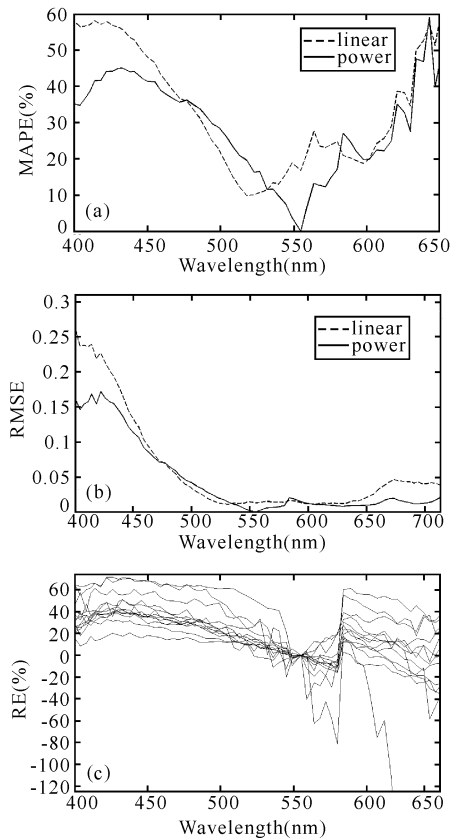 60
50
40
30
20
10
0
MAPE(%)
linear
power
(a)
400 450 500 550 600 650
Wavelength(nm)
0.3
0.25
0.2
0.15
0.1
0.05
0
RMSE
linear
power
(b)
400 450 500 550 600 650 700
Wavelength(nm)
60
40
20
0
-20
-40
-60
-80
-100
-120
RE(%)
(c)
400 450 500 550 600 650
Wavelength(nm)